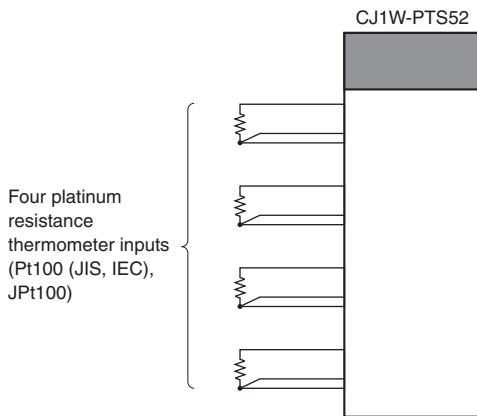 CJ1W-PTS52
Four platinum
resistance
thermometer inputs
(Pt100 (JIS, IEC),
JPt100)